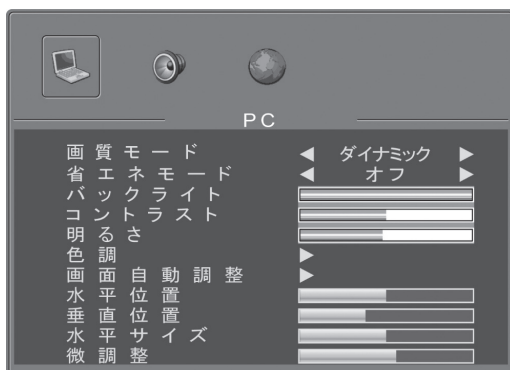 PC
画質モード ダイナミック
省エネモード オフ
バックライト
コントラスト
明るさ
色調
画面自動調整
水平位置
垂直位置
水平サイズ
微調整